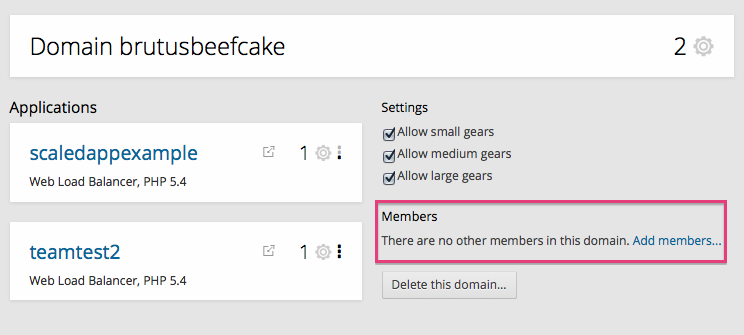 Domain brutusbeefcake
2
Applications
scaledappexample
1
Web Load Balancer, PHP 5.4
teamtest2
1
Web Load Balancer, PHP 5.4
Settings
Allow small gears
Allow medium gears
Allow large gears
Members
There are no other members in this domain. Add members...
Delete this domain...